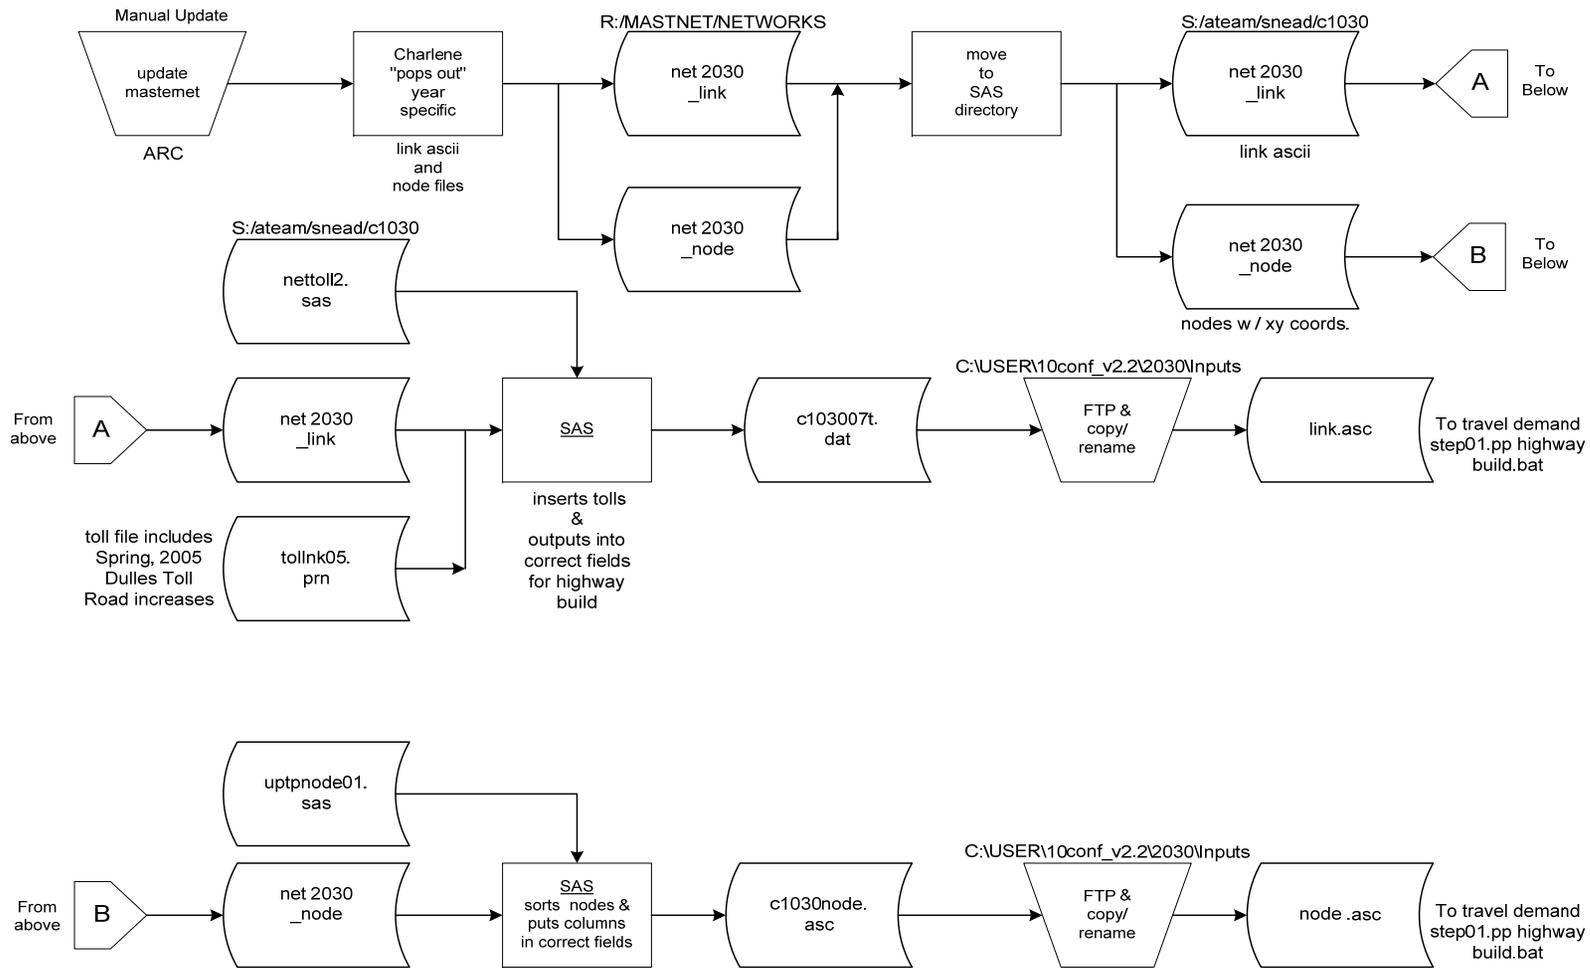 Manual Update
update
masternet
ARC
Charlene
"pops out"
year
specific
link ascii
and
node files
R:/MASTNET/NETWORKS
net 2030
_link
net 2030
_node
move
to
SAS
directory
S:/ateam/snead/c1030
net 2030
_link
link ascii
A
To
Below
net 2030
_node
nodes w / xy coords.
B
To
Below
S:/ateam/snead/c1030
nettoll2.
sas
From
above
A
net 2030
_link
toll file includes
Spring, 2005
Dulles Toll
Road increases
tollnk05.
prn
SAS
inserts tolls
&
outputs into
correct fields
for highway
build
c103007t.
dat
C:\USER\10conf_v2.2\2030\Inputs
FTP &
copy/
rename
link.asc
To travel demand
step01.pp highway
build.bat
uptpnode01.
sas
From
above
B
net 2030
_node
SAS
sorts nodes &
puts columns
in correct fields
c1030node.
asc
C:\USER\10conf_v2.2\2030\Inputs
FTP &
copy/
rename
node .asc
To travel demand
step01.pp highway
build.bat